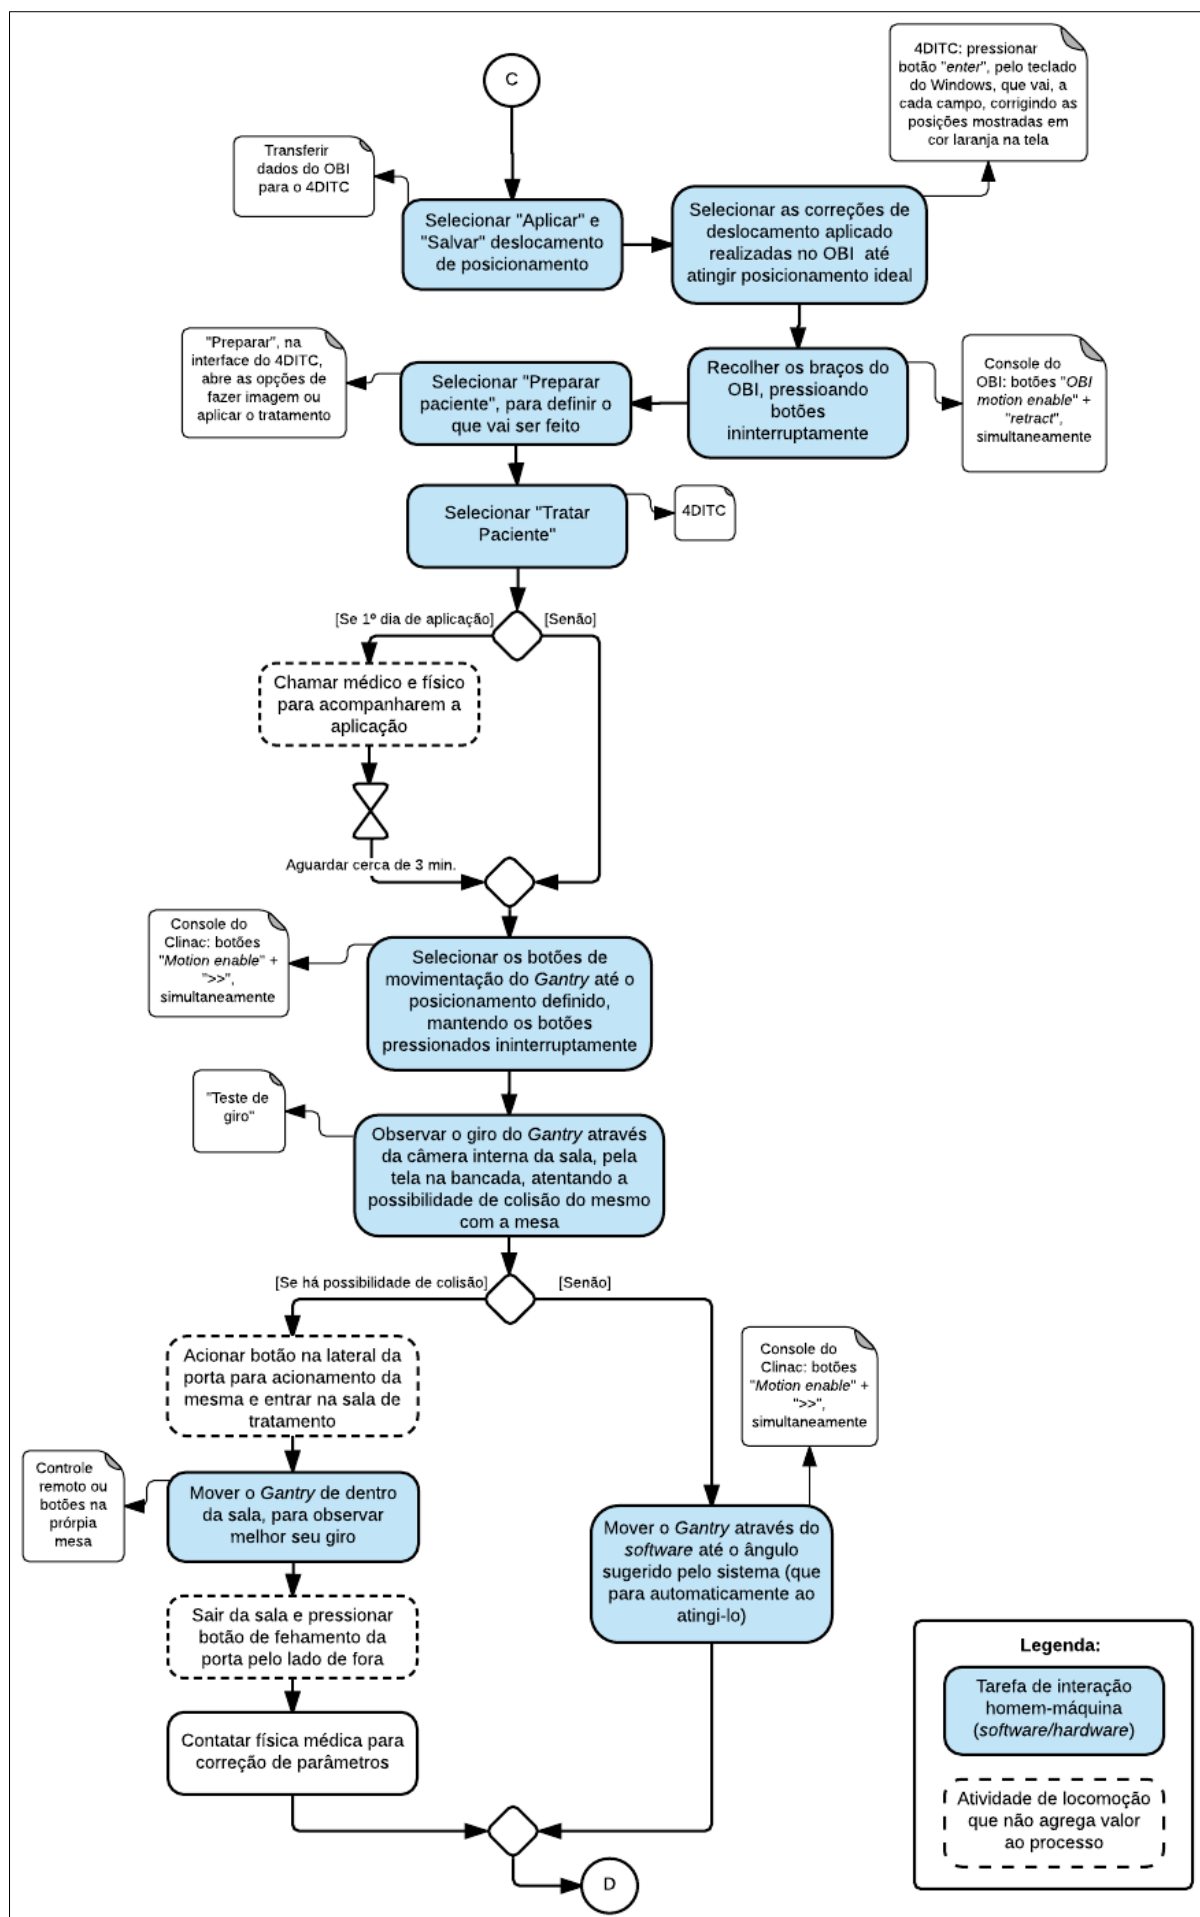 C
4DITC: pressionar
botão "enter", pelo teclado
do Windows, que vai, a
cada campo, corrigindo as
posições mostradas em
cor laranja na tela
Transferir
dados do OBI
para o 4DITC
Selecionar "Aplicar" e
"Salvar" deslocamento
de posicionamento
Selecionar as correções de
deslocamento aplicado
realizadas no OBI até
atingir posicionamento ideal
"Preparar", na
interface do 4DITC,
abre as opções de
fazer imagem ou
aplicar o tratamento
Selecionar "Preparar
paciente", para definir o
que vai ser feito
Recolher os braços do
OBI, pressioando
botões
ininterruptamente
Console do
OBI: botões "OBI
motion enable" +
"retract",
simultaneamente
Selecionar "Tratar
Paciente"
4DITC
[Se 1º dia de aplicação]
[Senão]
Chamar médico e físico
para acompanharem a
aplicação
Aguardar cerca de 3 min.
Console do
Clinac: botões
"Motion enable" +
">>",
simultaneamente
Selecionar os botões de
movimentação do Gantry até o
posicionamento definido,
mantendo os botões
pressionados ininterruptamente
"Teste de
giro"
Observar o giro do Gantry através
da câmera interna da sala, pela
tela na bancada, atentando a
possibilidade de colisão do mesmo
com a mesa
[Se há possibilidade de colisão]
[Senão]
Acionar botão na lateral da
porta para acionamento da
mesma e entrar na sala de
tratamento
Console do
Clinac: botões
"Motion enable" +
">>",
simultaneamente
Controle
remoto ou
botões na
prórpia
mesa
Mover o Gantry de dentro
da sala, para observar
melhor seu giro
Mover o Gantry através do
software até o ângulo
sugerido pelo sistema (que
para automaticamente ao
atingi-lo)
Sair da sala e pressionar
botão de fehamento da
porta pelo lado de fora
Contatar física médica para
correção de parâmetros
D
Legenda:
Tarefa de interação
homem-máquina
(software/hardware)
Atividade de locomoção
que não agrega valor
ao processo